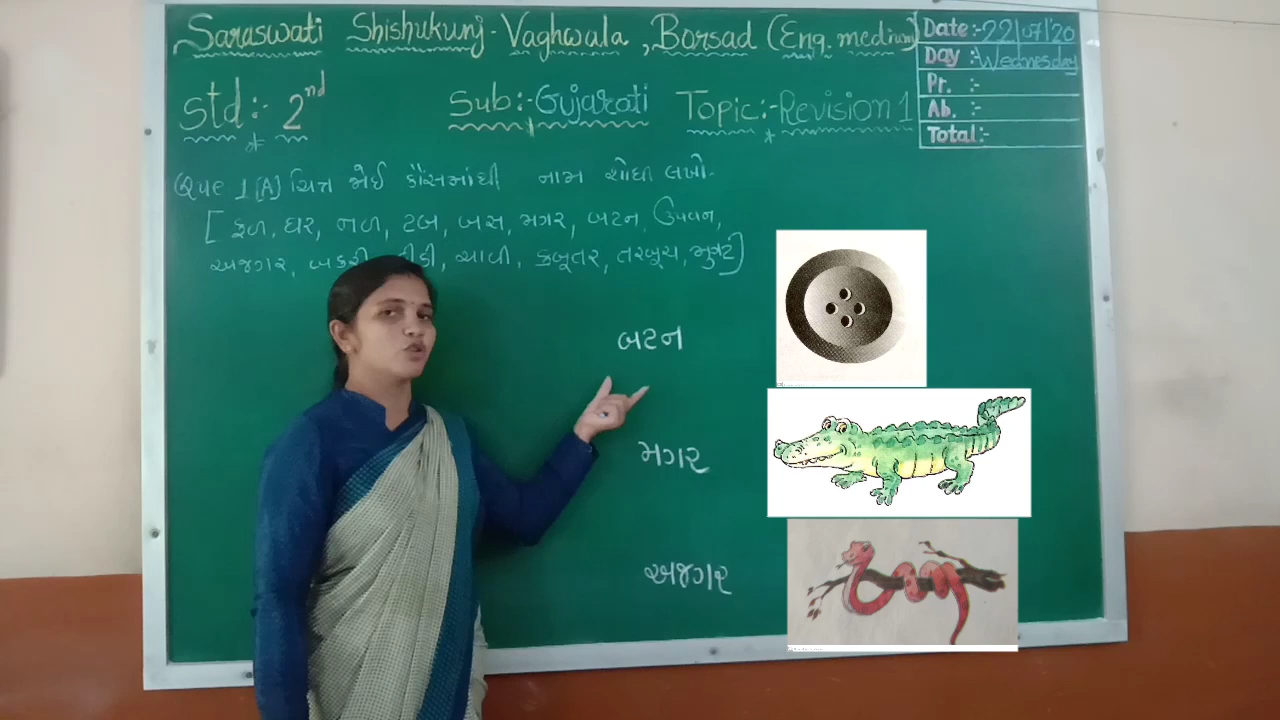 Saraswati Shishukunj - Vaghwala , Borsad (Eng. medium)
Date:- 22/07/20
Day:- Wednesday
Pr. :-
Ab. :-
Total:-
Std:- 2nd Sub:- Gujarati Topic:- Revision 1
Que 1 [A] ચિત્ર જોઈ કૌંસમાંથી નામ શોધી લખો.
[ ફળ, ઘર, નળ, ટબ, બસ, મગર, બટન, ઉપવન,
અજગર, બકરી, ચાળી, કબૂતર, તરબૂચ, મુગટ ]
બટન
મગર
અજગર